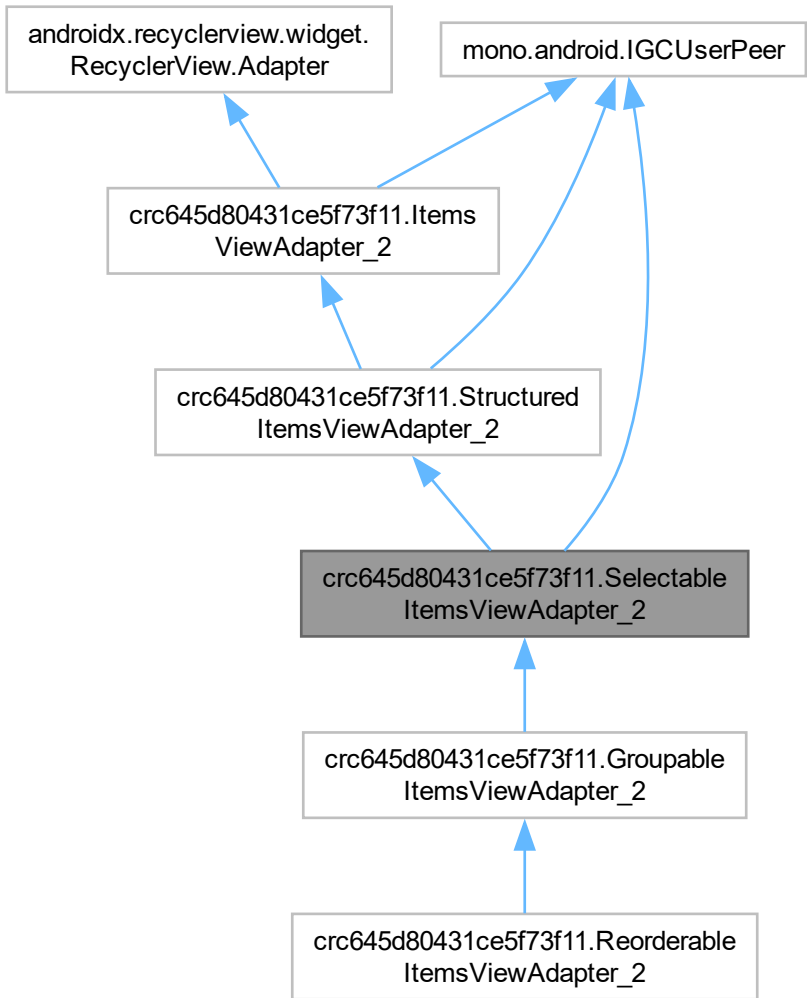 androidx.recyclerview.widget.
RecyclerView.Adapter
mono.android.IGCUserPeer
crc645d80431ce5f73f11.Items
ViewAdapter_2
crc645d80431ce5f73f11.Structured
ItemsViewAdapter_2
crc645d80431ce5f73f11.Selectable
ItemsViewAdapter_2
crc645d80431ce5f73f11.Groupable
ItemsViewAdapter_2
crc645d80431ce5f73f11.Reorderable
ItemsViewAdapter_2